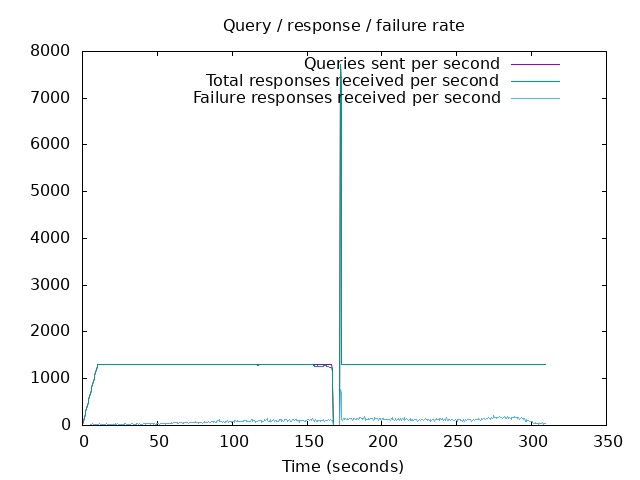 Query / response / failure rate
8000
7000
6000
5000
4000
3000
2000
1000
0
Queries sent per second
Total responses received per second
Failure responses received per second
0 50 100 150 200 250 300 350
Time (seconds)